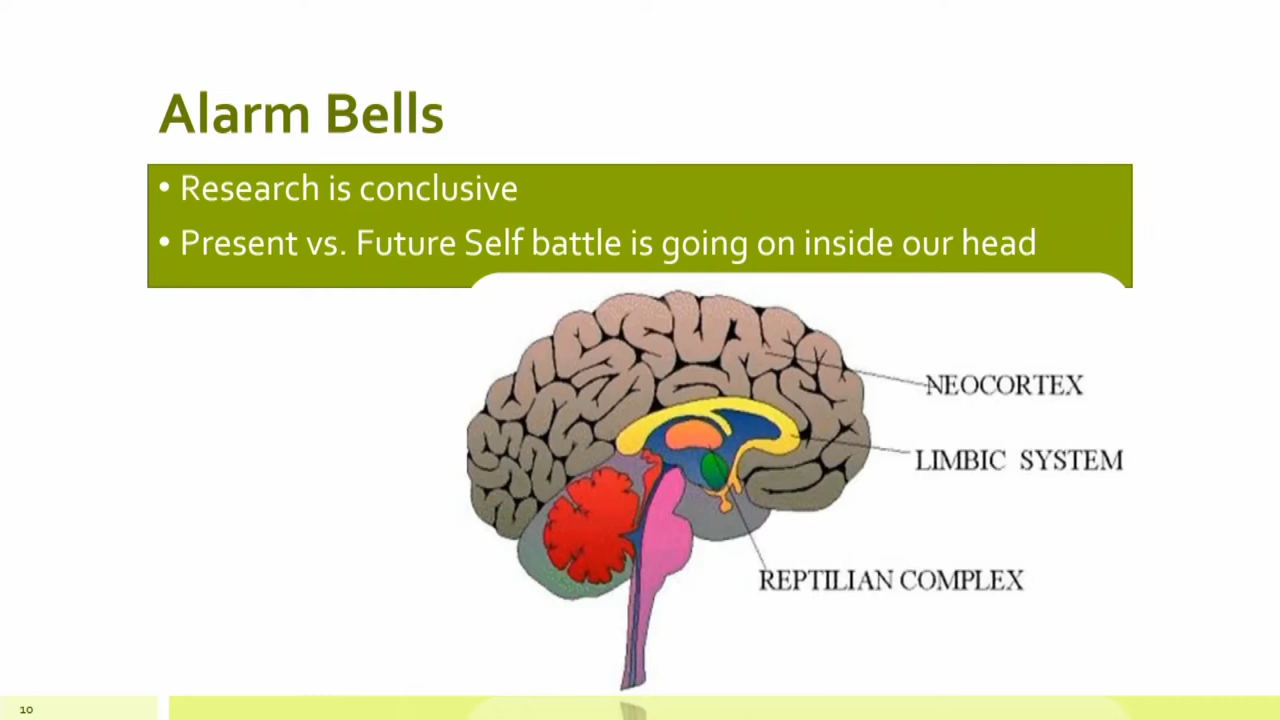 Alarm Bells
• Research is conclusive
• Present vs. Future Self battle is going on inside our head
NEOCORTEX
LIMBIC SYSTEM
REPTILIAN COMPLEX
10